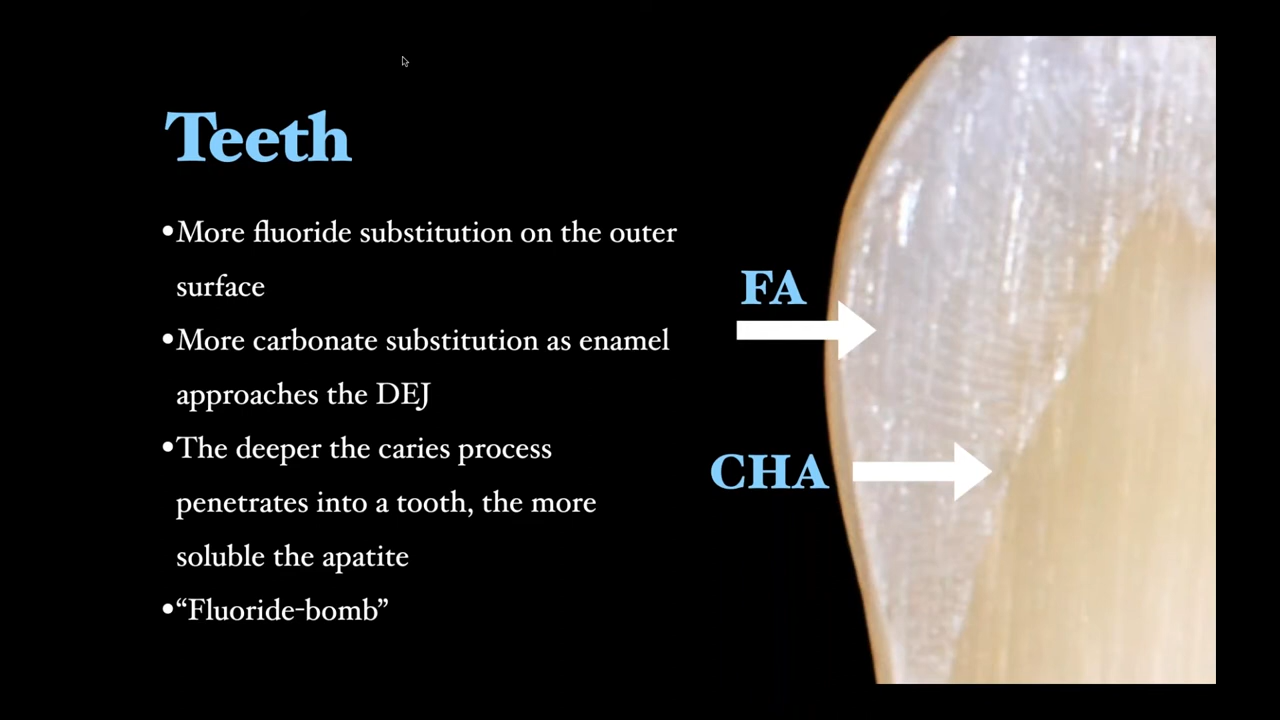 Teeth
•More fluoride substitution on the outer
surface
•More carbonate substitution as enamel
approaches the DEJ
•The deeper the caries process
penetrates into a tooth, the more
soluble the apatite
•“Fluoride-bomb”
FA
CHA